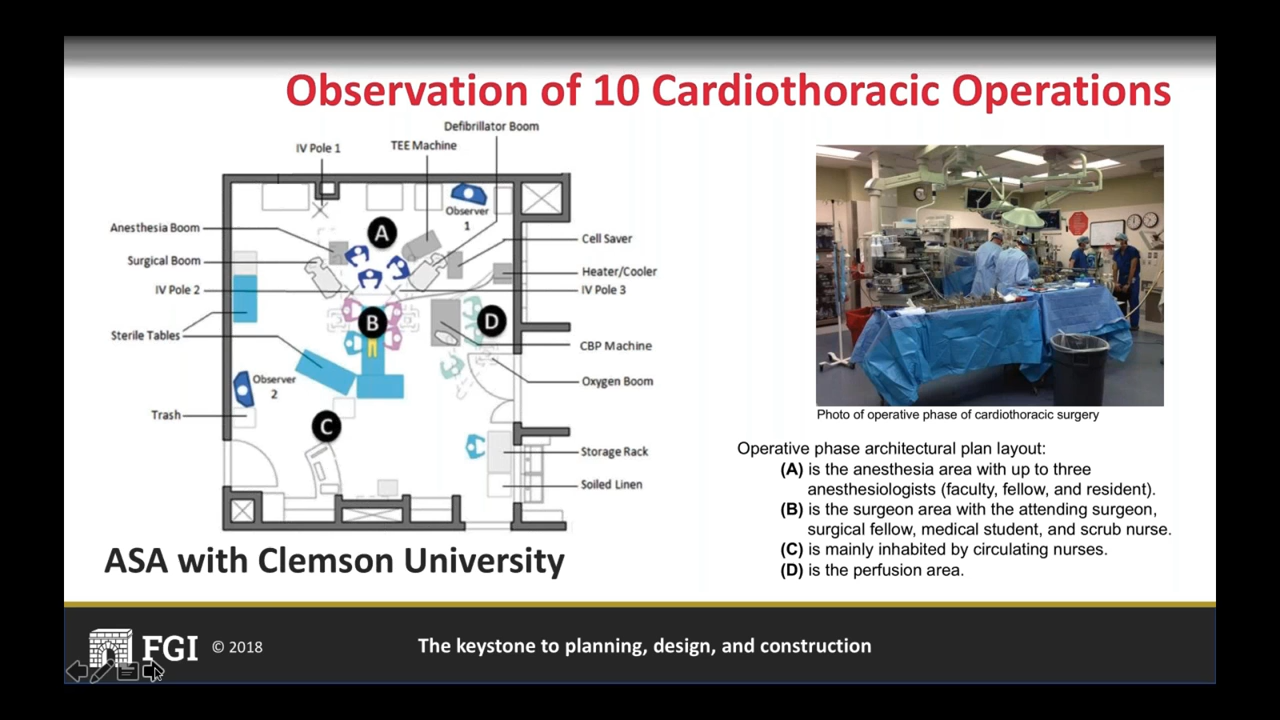 Observation of 10 Cardiothoracic Operations
Defibrillator Boom
IV Pole 1
TEE Machine
Observer
1
Anesthesia Boom
A
Cell Saver
Surgical Boom
Heater/Cooler
IV Pole 2
IV Pole 3
B
D
Sterile Tables
CBP Machine
Oxygen Boom
Observer
2
Trash
C
Storage Rack
Soiled Linen
ASA with Clemson University
Photo of operative phase of cardiothoracic surgery
Operative phase architectural plan layout:
(A) is the anesthesia area with up to three
anesthesiologists (faculty, fellow, and resident).
(B) is the surgeon area with the attending surgeon,
surgical fellow, medical student, and scrub nurse.
(C) is mainly inhabited by circulating nurses.
(D) is the perfusion area.
FGI © 2018
The keystone to planning, design, and construction